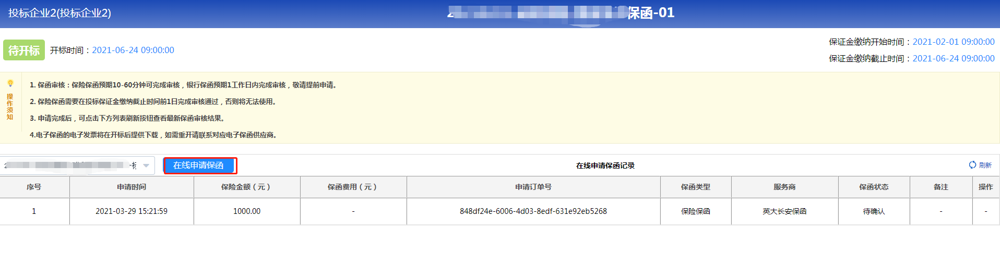 投标企业2(投标企业2)
保函-01
待开标 开标时间：2021-06-24 09:00:00
保证金缴纳开始时间：2021-02-01 09:00:00
保证金缴纳截止时间：2021-06-24 09:00:00
操作须知
1. 保函审核：保险保函预期10-60分钟可完成审核，银行保函预期1工作日内完成审核，敬请提前申请。
2. 保险保函需要在投标保证金缴纳截止时间前1日完成审核通过，否则将无法使用。
3. 申请完成后，可点击下方列表刷新按钮查看最新保函审核结果。
4.电子保函的电子发票将在开标后提供下载，如需重开请联系对应电子保函供应商。
在线申请保函 在线申请保函记录 刷新
序号 申请时间 保险金额（元） 保函费用（元） 申请订单号 保函类型 服务商 保函状态 备注 操作
1 2021-03-29 15:21:59 1000.00 - 848df24e-6006-4d03-8edf-631e92eb5268 保险保函 英大长安保函 待确认 - -